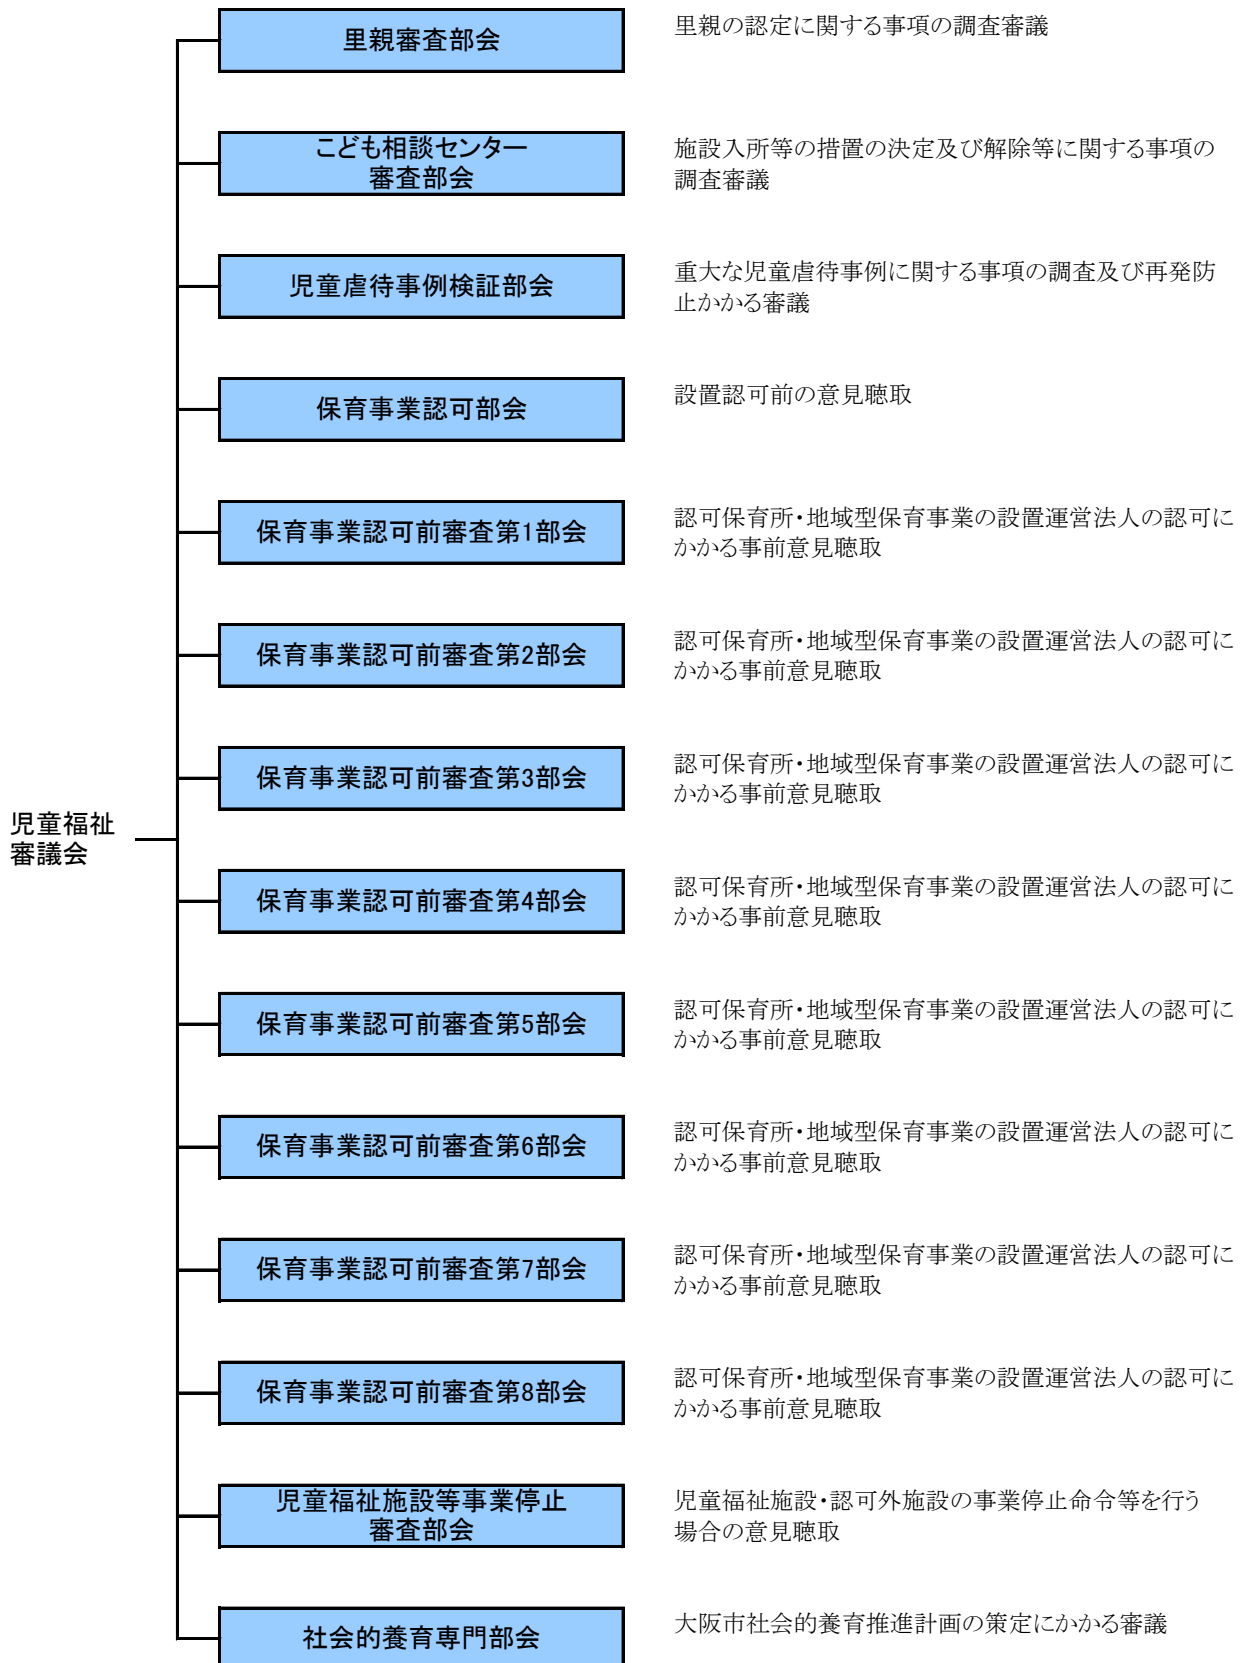 里親審査部会
里親の認定に関する事項の調査審議
こども相談センター
審査部会
施設入所等の措置の決定及び解除等に関する事項の
調査審議
児童虐待事例検証部会
重大な児童虐待事例に関する事項の調査及び再発防
止かかる審議
保育事業認可部会
設置認可前の意見聴取
保育事業認可前審査第1部会
認可保育所・地域型保育事業の設置運営法人の認可に
かかる事前意見聴取
保育事業認可前審査第2部会
認可保育所・地域型保育事業の設置運営法人の認可に
かかる事前意見聴取
保育事業認可前審査第3部会
認可保育所・地域型保育事業の設置運営法人の認可に
かかる事前意見聴取
児童福祉
審議会
保育事業認可前審査第4部会
認可保育所・地域型保育事業の設置運営法人の認可に
かかる事前意見聴取
保育事業認可前審査第5部会
認可保育所・地域型保育事業の設置運営法人の認可に
かかる事前意見聴取
保育事業認可前審査第6部会
認可保育所・地域型保育事業の設置運営法人の認可に
かかる事前意見聴取
保育事業認可前審査第7部会
認可保育所・地域型保育事業の設置運営法人の認可に
かかる事前意見聴取
保育事業認可前審査第8部会
認可保育所・地域型保育事業の設置運営法人の認可に
かかる事前意見聴取
児童福祉施設等事業停止
審査部会
児童福祉施設・認可外施設の事業停止命令等を行う
場合の意見聴取
社会的養育専門部会
大阪市社会的養育推進計画の策定にかかる審議